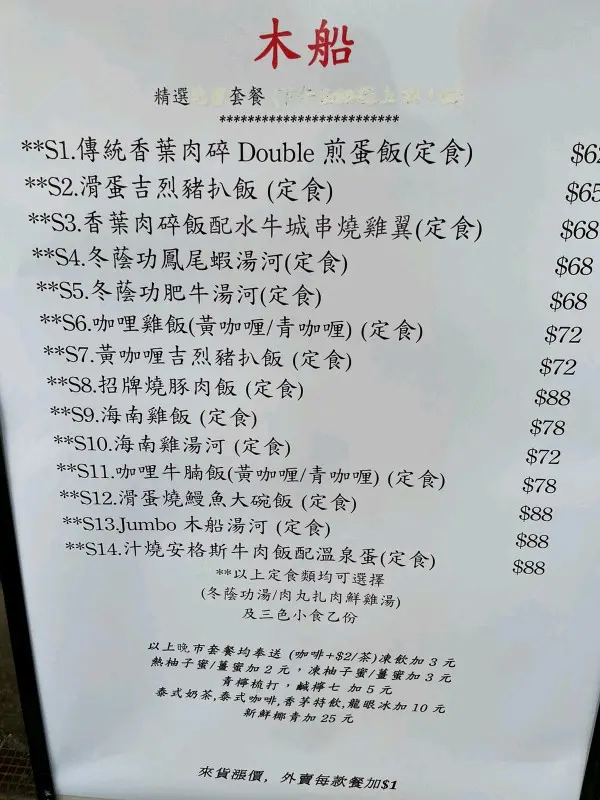 木船
精選 套餐
*************************
**S1.傳統香葉肉碎 Double 煎蛋飯(定食) $62
**S2.滑蛋吉烈豬扒飯 (定食) $65
**S3.香葉肉碎飯配水牛城串燒雞翼(定食) $68
**S4.冬蔭功鳳尾蝦湯河(定食) $68
**S5.冬蔭功肥牛湯河(定食) $68
**S6.咖哩雞飯(黃咖喱/青咖喱) (定食) $72
**S7.黃咖喱吉烈豬扒飯 (定食) $72
**S8.招牌燒豚肉飯 (定食) $88
**S9.海南雞飯 (定食) $78
**S10.海南雞湯河 (定食) $72
**S11.咖哩牛腩飯(黃咖喱/青咖喱) (定食) $78
**S12.滑蛋燒鰻魚大碗飯 (定食) $88
**S13.Jumbo 木船湯河 (定食) $88
**S14.汁燒安格斯牛肉飯配溫泉蛋(定食) $88
**以上定食類均可選擇
(冬蔭功湯/肉丸扎肉鮮雞湯)
及三色小食乙份
以上晚市套餐均奉送 (咖啡+$2/茶)凍飲加 3 元
熱柚子蜜/薑蜜加 2 元，凍柚子蜜/薑蜜加 3 元
青檸梳打，鹹檸七 加 5 元
泰式奶茶,泰式咖啡,香茅特飲,龍眼冰加 10 元
新鮮椰青加 25 元
來貨漲價，外賣每款餐加$1